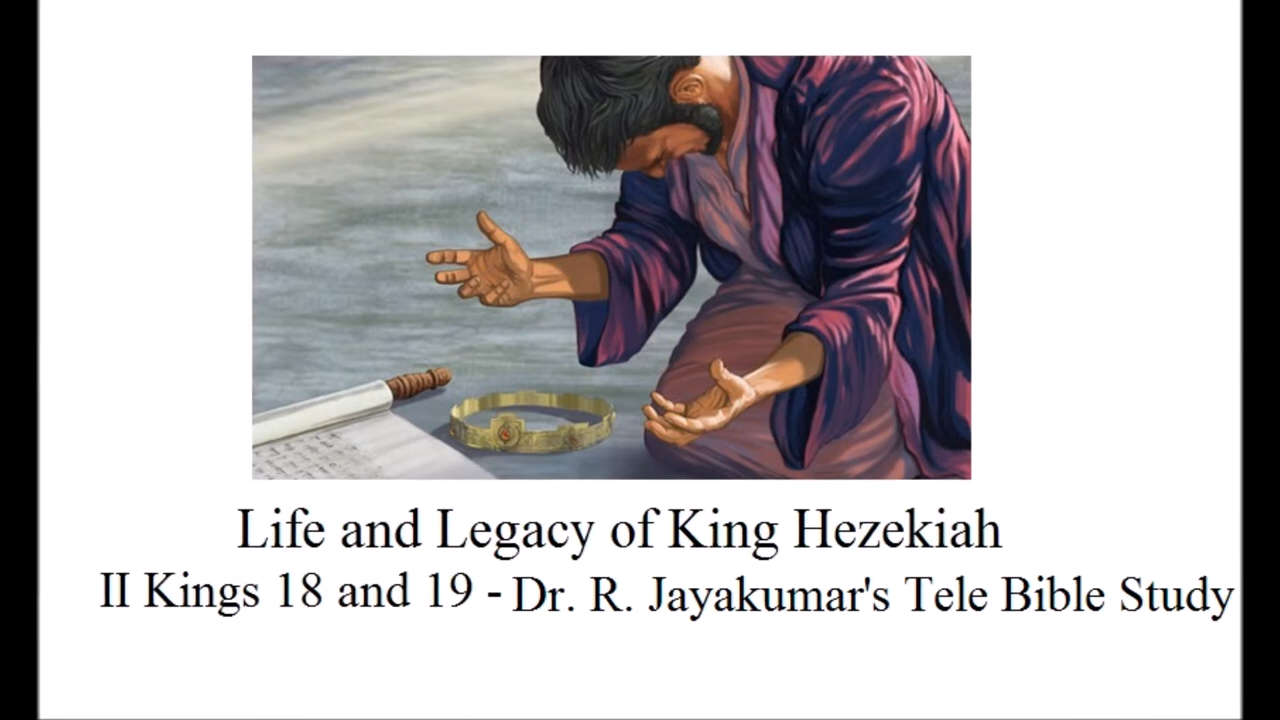 Life and Legacy of King Hezekiah
II Kings 18 and 19 - Dr. R. Jayakumar's Tele Bible Study